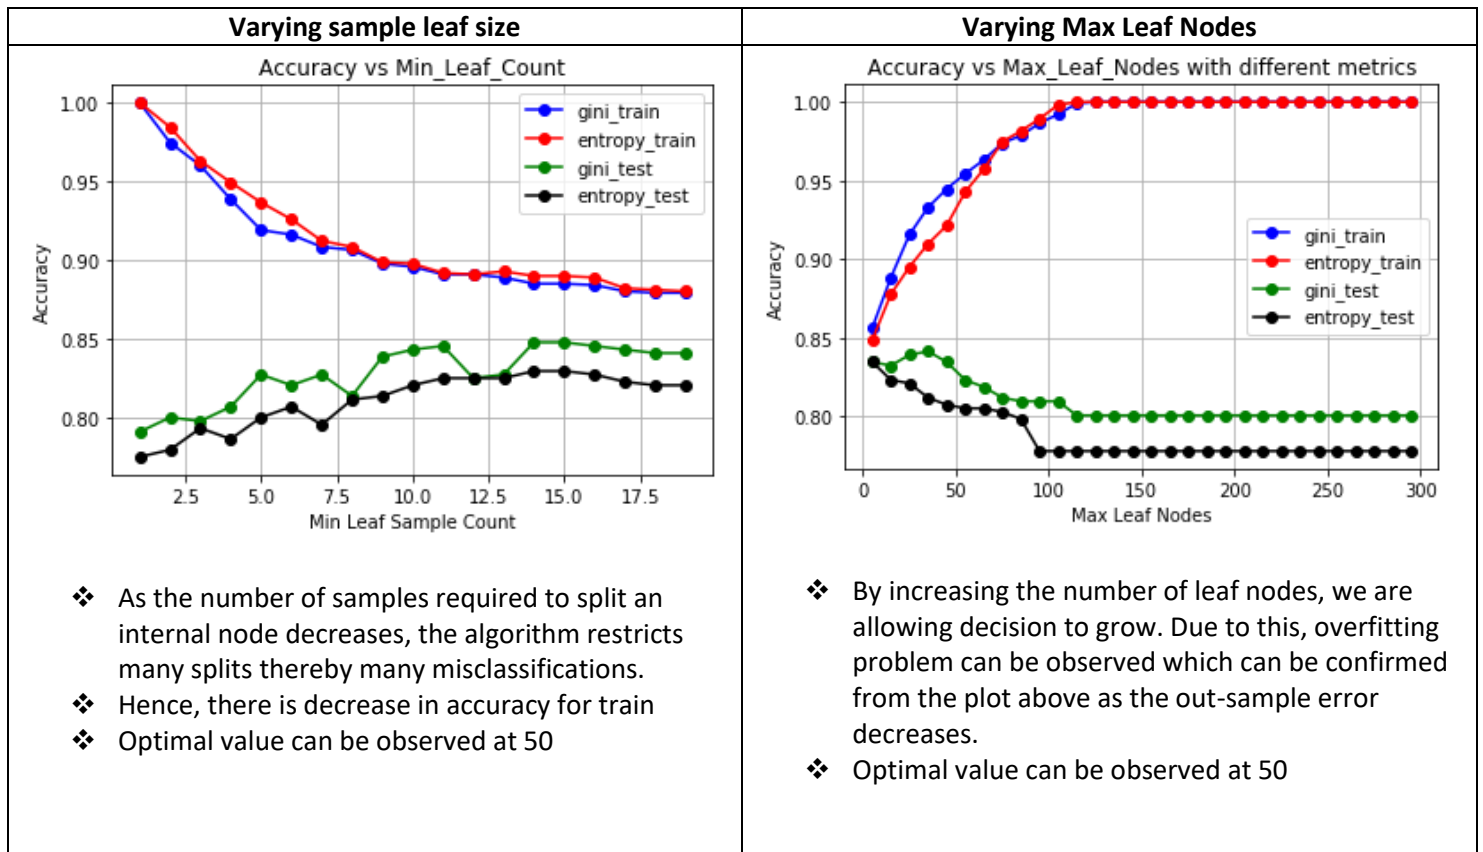 Varying sample leaf size
Accuracy vs Min_Leaf_Count
1.00
0.95
0.90
0.85
0.80
Accuracy
gini_train
entropy_train
gini_test
entropy_test
2.5 5.0 7.5 10.0 12.5 15.0 17.5
Min Leaf Sample Count
❖ As the number of samples required to split an
internal node decreases, the algorithm restricts
many splits thereby many misclassifications.
❖ Hence, there is decrease in accuracy for train
❖ Optimal value can be observed at 50
Varying Max Leaf Nodes
Accuracy vs Max_Leaf_Nodes with different metrics
1.00
0.95
0.90
0.85
0.80
Accuracy
gini_train
entropy_train
gini_test
entropy_test
0 50 100 150 200 250 300
Max Leaf Nodes
❖ By increasing the number of leaf nodes, we are
allowing decision to grow. Due to this, overfitting
problem can be observed which can be confirmed
from the plot above as the out-sample error
decreases.
❖ Optimal value can be observed at 50